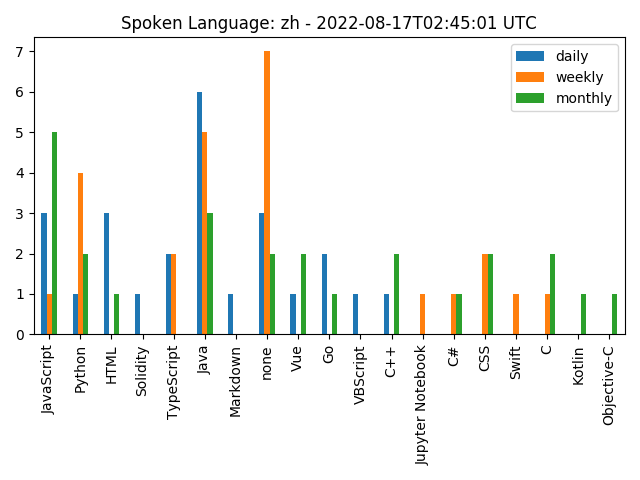 Spoken Language: zh - 2022-08-17T02:45:01 UTC
daily
weekly
monthly
7
6
5
4
3
2
1
0
JavaScript
Python
HTML
Solidity
TypeScript
Java
Markdown
none
Vue
Go
VBScript
C++
Jupyter Notebook
C#
CSS
Swift
C
Kotlin
Objective-C